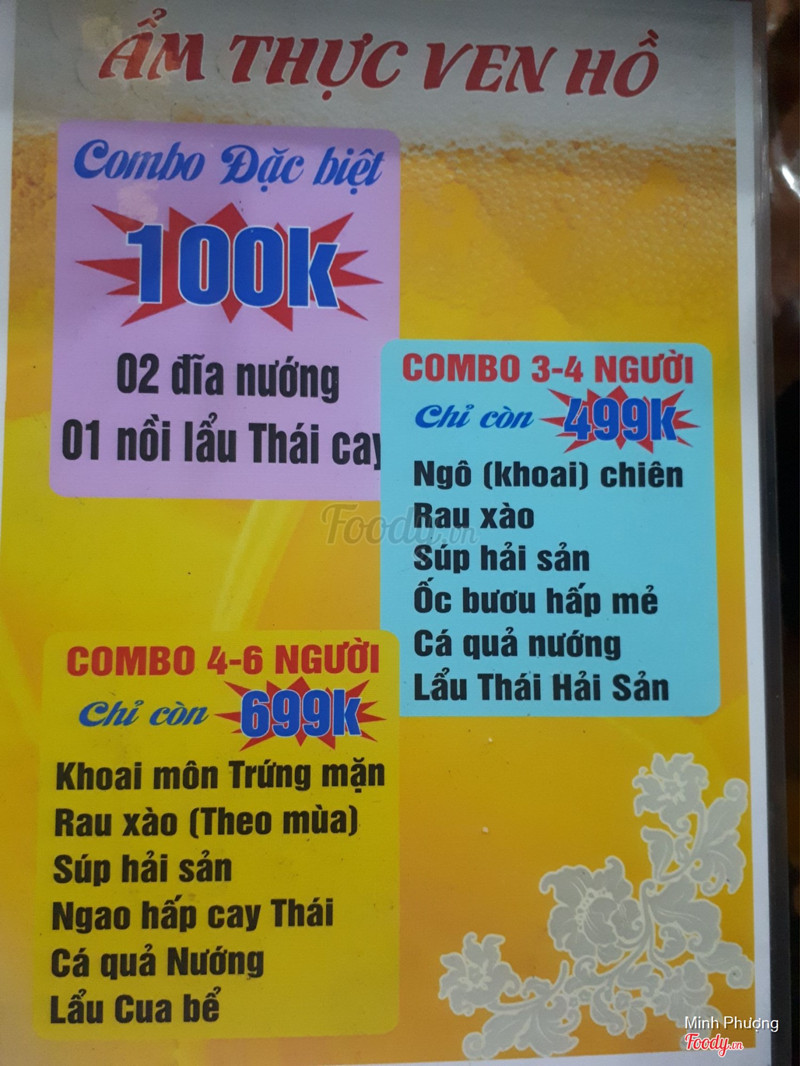 ẨM THỰC VEN HỒ
Combo Đặc biệt
100k
02 đĩa nướng
01 nồi lẩu Thái cay
COMBO 3-4 NGƯỜI
Chỉ còn 499k
Ngô (khoai) chiên
Rau xào
Súp hải sản
Ốc bươu hấp mẻ
Cá quả nướng
Lẩu Thái Hải Sản
COMBO 4-6 NGƯỜI
Chỉ còn 699k
Khoai môn Trứng mặn
Rau xào (Theo mùa)
Súp hải sản
Ngao hấp cay Thái
Cá quả Nướng
Lẩu Cua bể
Foody.vn
Minh Phượng
Foody.vn